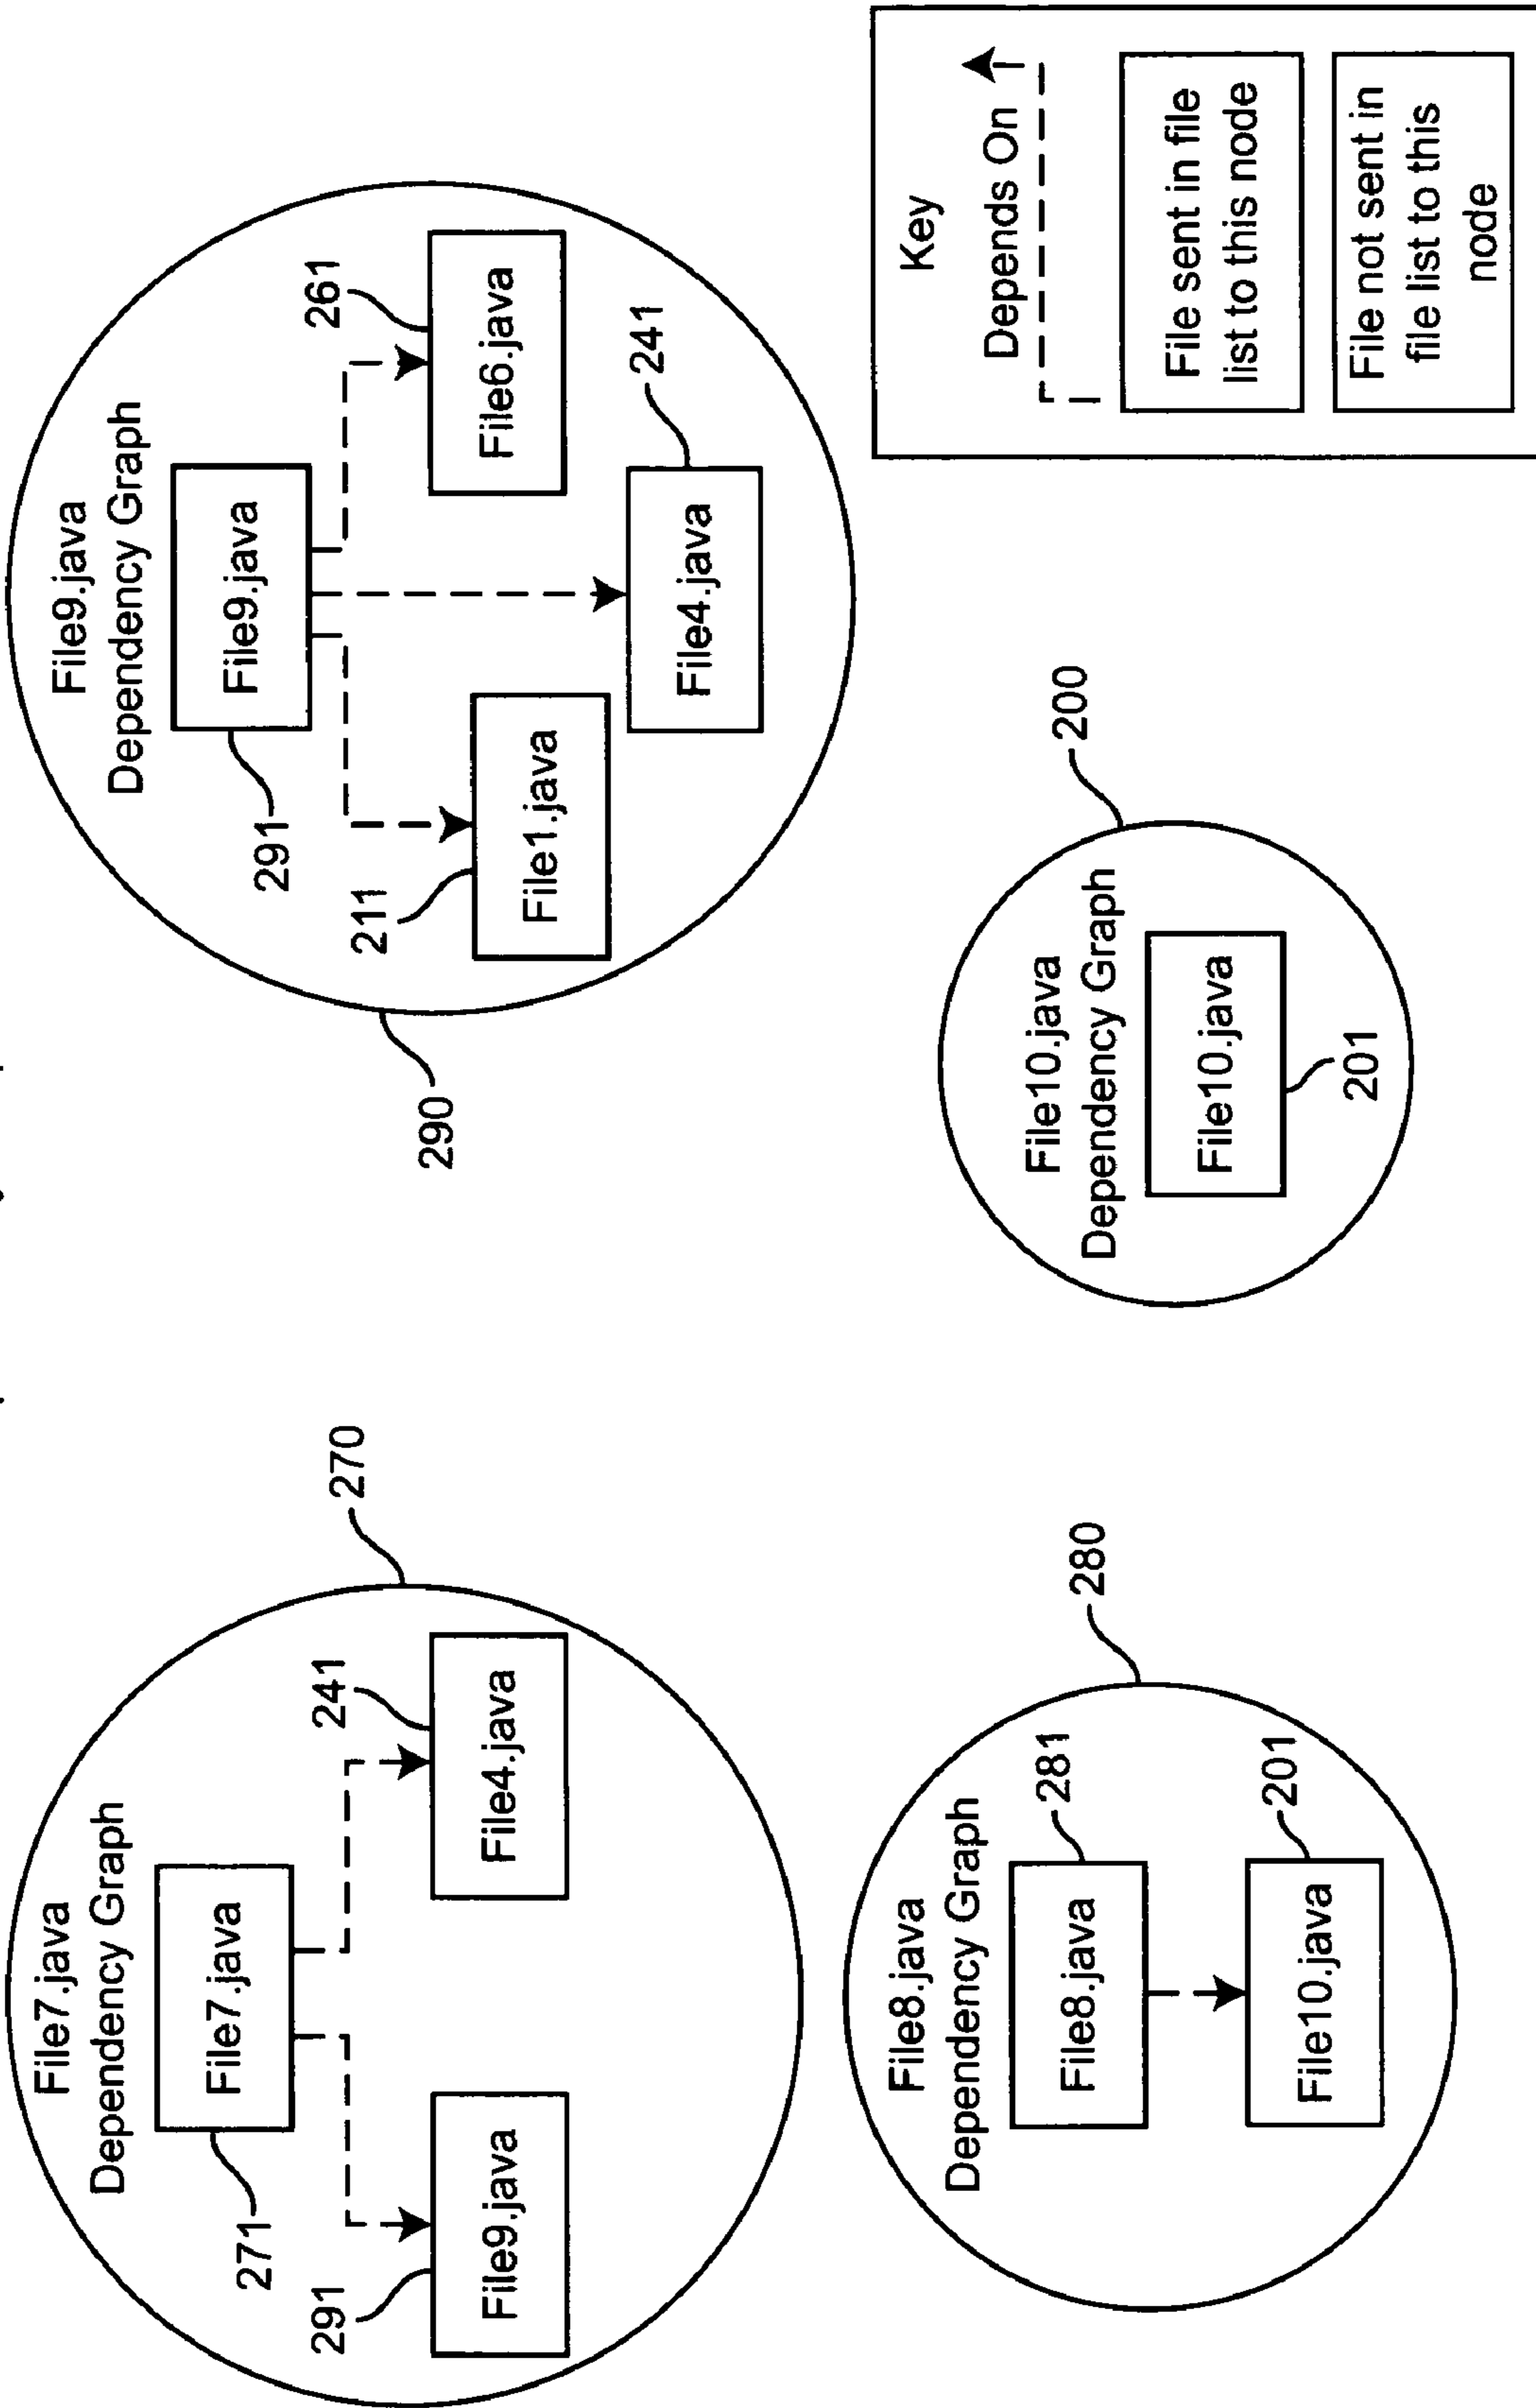 File7.java
Dependency Graph
271
File7.java
291
File9.java
241
File4.java
270
File9.java
Dependency Graph
291
File9.java
211
File1.java
261
File6.java
File4.java
241
290
File8.java
Dependency Graph
File8.java
281
File10.java
201
280
File10.java
Dependency Graph
File10.java
201
200
Key
Depends On
File sent in file
list to this node
File not sent in
file list to this
node